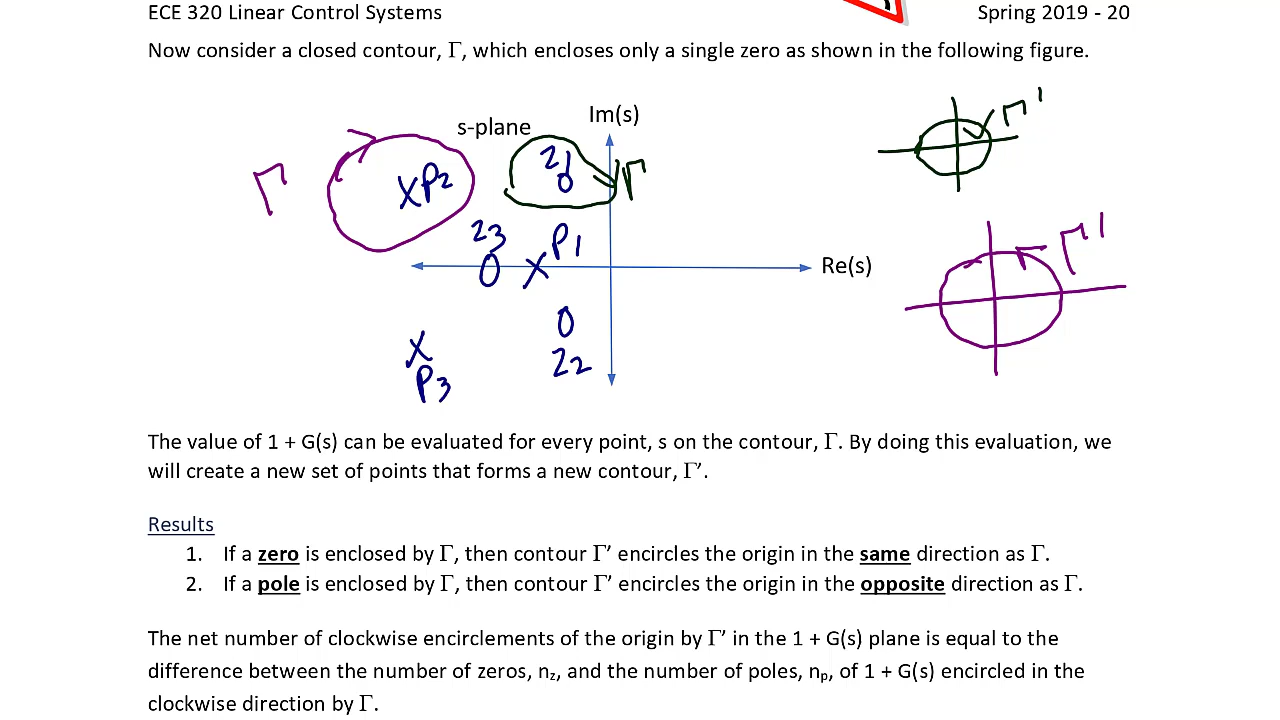 ECE 320 Linear Control Systems Spring 2019 - 20
Now consider a closed contour, Γ, which encloses only a single zero as shown in the following figure.
Im(s)
s-plane
Γ'
Γ
XP2
Z1
Γ
Z3
P1
Γ'
Re(s)
Z2
P3
The value of 1 + G(s) can be evaluated for every point, s on the contour, Γ. By doing this evaluation, we
will create a new set of points that forms a new contour, Γ’.
Results
1. If a zero is enclosed by Γ, then contour Γ’ encircles the origin in the same direction as Γ.
2. If a pole is enclosed by Γ, then contour Γ’ encircles the origin in the opposite direction as Γ.
The net number of clockwise encirclements of the origin by Γ’ in the 1 + G(s) plane is equal to the
difference between the number of zeros, nz, and the number of poles, np, of 1 + G(s) encircled in the
clockwise direction by Γ.